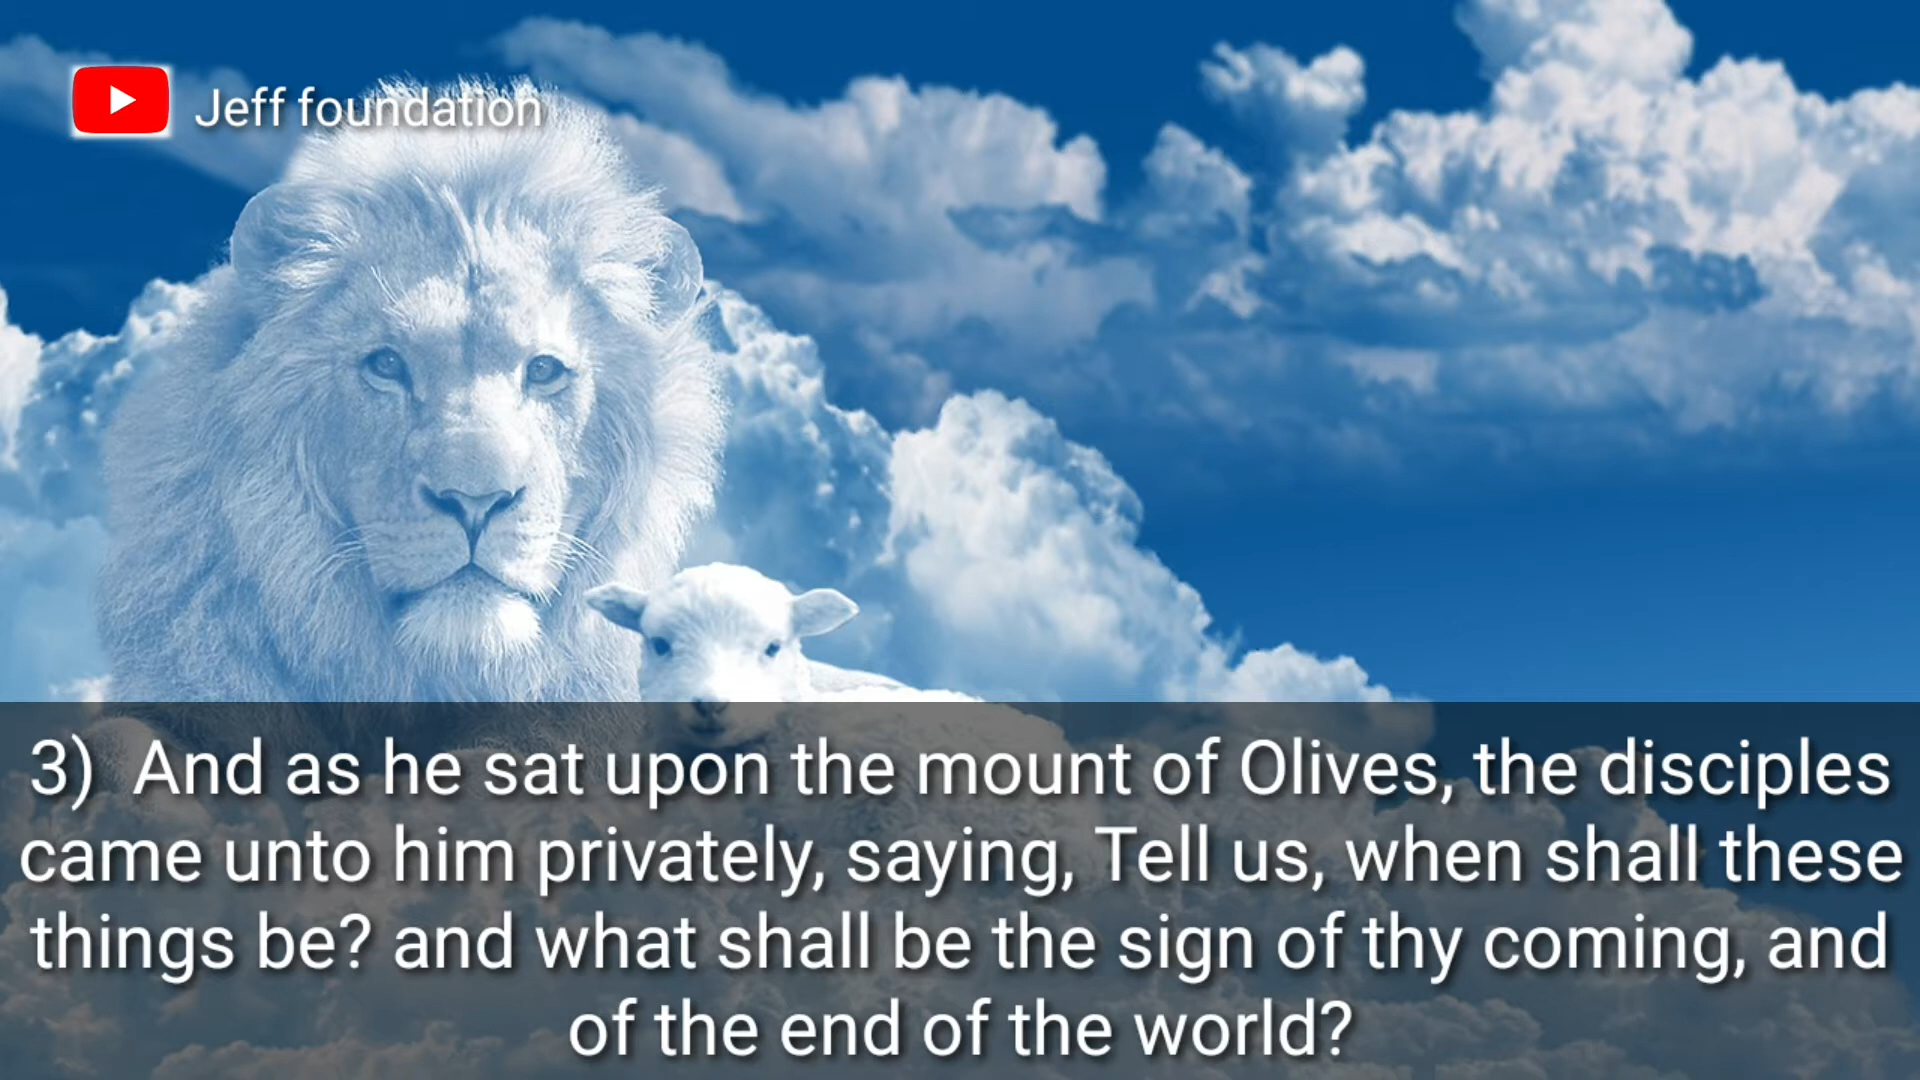 Jeff foundation
3) And as he sat upon the mount of Olives, the disciples
came unto him privately, saying, Tell us, when shall these
things be? and what shall be the sign of thy coming, and
of the end of the world?